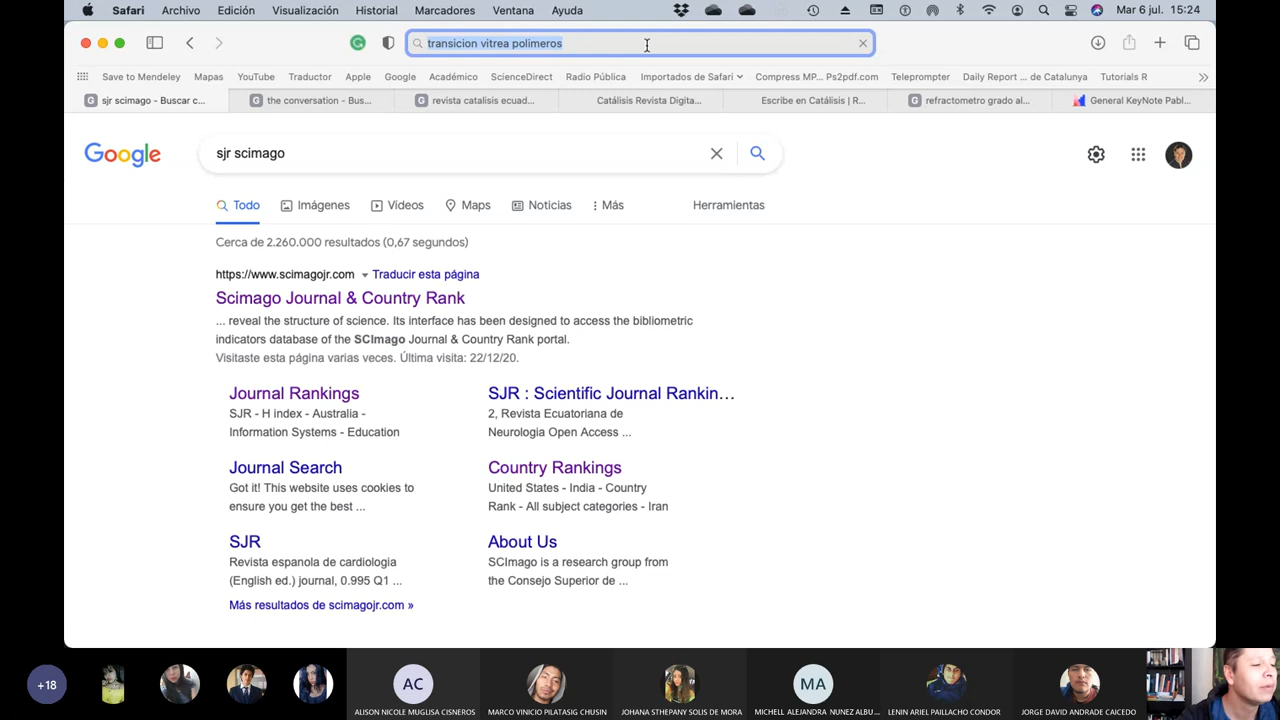 Safari Archivo Edición Visualización Historial Marcadores Ventana Ayuda Mar 6 jul. 15:24
transicion vitrea polimeros
Save to Mendeley Mapas YouTube Traductor Apple Google Académico ScienceDirect Radio Pública Importados de Safari Compress MP... Ps2pdf.com Teleprompter Daily Report ... de Catalunya Tutorials R
sjr scimago - Buscar c... the conversation - Bus... revista catalisis ecuad... Catálisis Revista Digita... Escribe en Catálisis | R... refractometro grado al... General KeyNote Pabl...
Google sjr scimago
Todo Imágenes Videos Maps Noticias Más Herramientas
Cerca de 2.260.000 resultados (0,67 segundos)
https://www.scimagojr.com Traducir esta página
Scimago Journal & Country Rank
... reveal the structure of science. Its interface has been designed to access the bibliometric
indicators database of the SCImago Journal & Country Rank portal.
Visitaste esta página varias veces. Última visita: 22/12/20.
Journal Rankings
SJR - H index - Australia -
Information Systems - Education
SJR : Scientific Journal Rankin...
2, Revista Ecuatoriana de
Neurologia Open Access ...
Journal Search
Got it! This website uses cookies to
ensure you get the best ...
Country Rankings
United States - India - Country
Rank - All subject categories - Iran
SJR
Revista espanola de cardiologia
(English ed.) journal, 0.995 Q1 ...
About Us
SCImago is a research group from
the Consejo Superior de ...
Más resultados de scimagojr.com »
+18 AC MA
ALISON NICOLE MUGLISA CISNEROS MARCO VINICIO PILATASIG CHUSIN JOHANA STHEPANY SOLIS DE MORA MICHELL ALEJANDRA NUNEZ ALBU... LENIN ARIEL PAILLACHO CONDOR JORGE DAVID ANDRADE CAICEDO